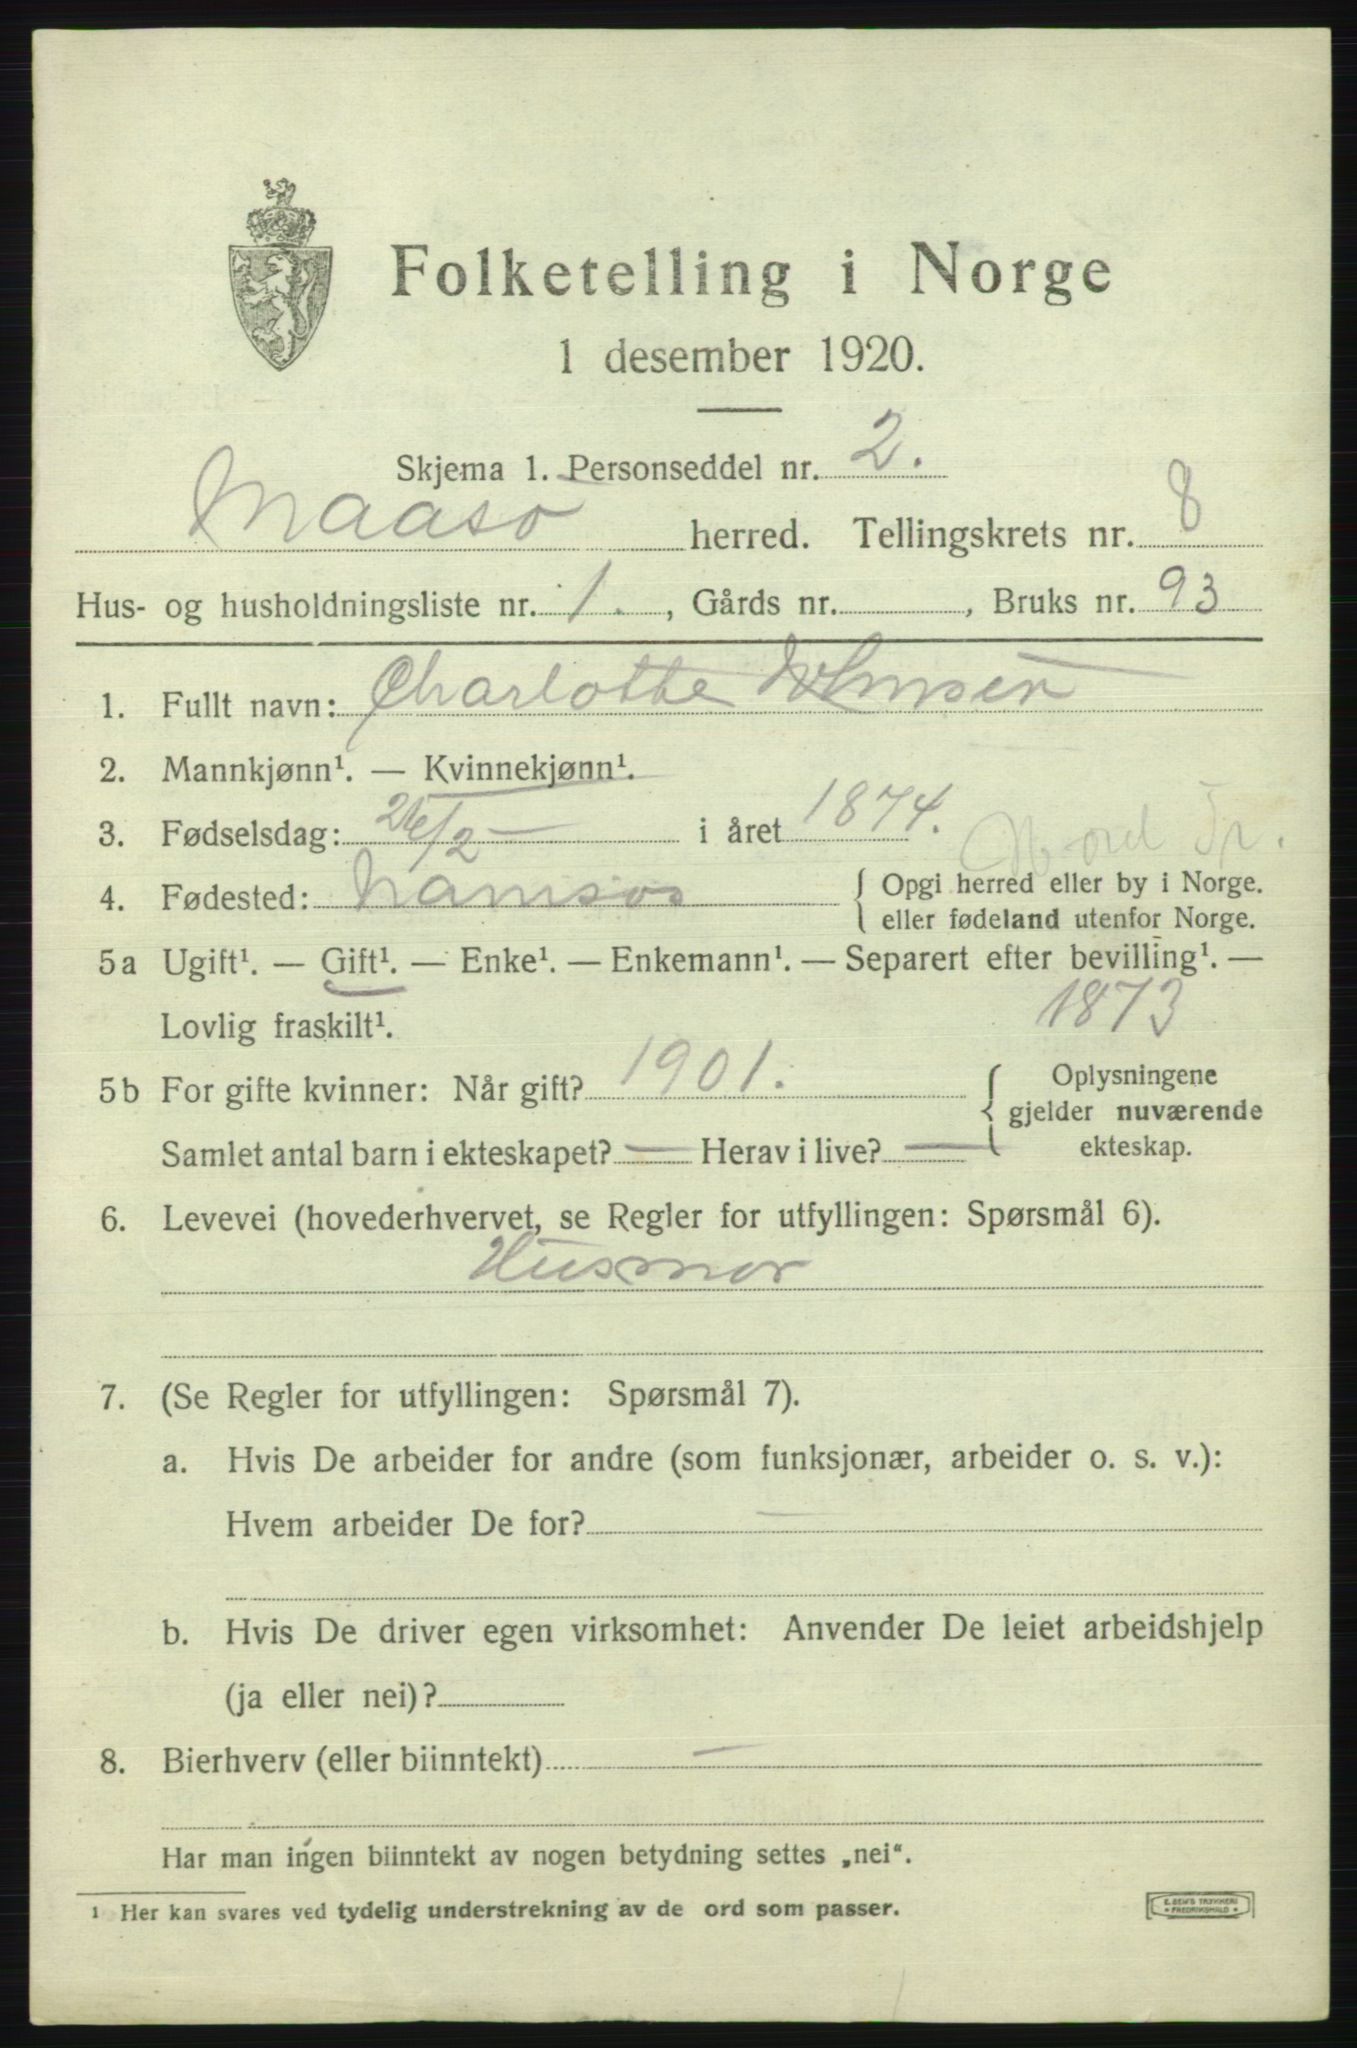 Folketelling i Norge
1 desember 1920.
Skjema 1. Personseddel nr. 2.
Maasø herred. Tellingskrets nr. 8
Hus- og husholdningsliste nr. 1. , Gårds nr. , Bruks nr. 93
1. Fullt navn: Charlotte
2. Mannkjønn¹. — Kvinnekjønn¹.
3. Fødselsdag: 26/2 — i året 1874.
Nord Tr.
4. Fødested: Namsos { Opgi herred eller by i Norge.
eller fødeland utenfor Norge.
5a Ugift¹. — Gift¹. — Enke¹. — Enkemann¹. — Separert efter bevilling¹. —
Lovlig fraskilt¹. 1873
5b For gifte kvinner: Når gift? 1901. { Oplysningene
gjelder nuværende
Samlet antal barn i ekteskapet? — Herav i live? — ekteskap.
6. Levevei (hovederhvervet, se Regler for utfyllingen: Spørsmål 6).
Husmor
7. (Se Regler for utfyllingen: Spørsmål 7).
a. Hvis De arbeider for andre (som funksjonær, arbeider o. s. v.):
Hvem arbeider De for? —
b. Hvis De driver egen virksomhet: Anvender De leiet arbeidshjelp
(ja eller nei)?
8. Bierhverv (eller biinntekt) —
Har man ingen biinntekt av nogen betydning settes „nei“.
¹ Her kan svares ved tydelig understrekning av de ord som passer.
E. SEM'S TRYKKERI
* FREDRIKSHALD *